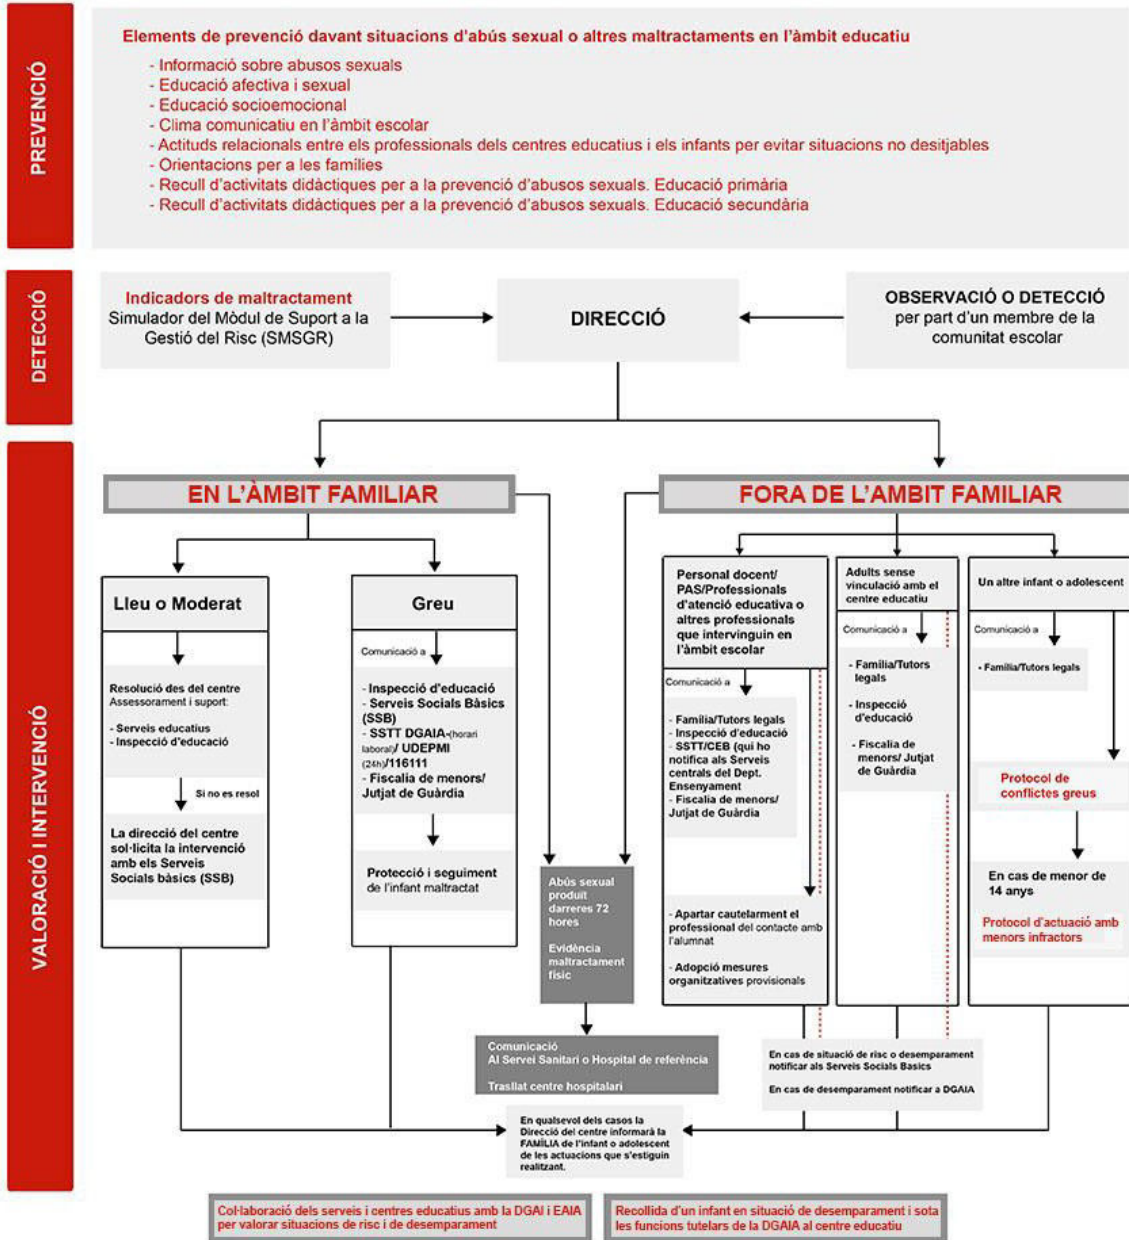 PREVENCIÓ
Elements de prevenció davant situacions d'abús sexual o altres maltractaments en l'àmbit educatiu
- Informació sobre abusos sexuals
- Educació afectiva i sexual
- Educació socioemocional
- Clima comunicatiu en l'àmbit escolar
- Actituds relacionals entre els professionals dels centres educatius i els infants per evitar situacions no desitjables
- Orientacions per a les famílies
- Recull d'activitats didàctiques per a la prevenció d'abusos sexuals. Educació primària
- Recull d'activitats didàctiques per a la prevenció d'abusos sexuals. Educació secundària
DETECCIÓ
Indicadors de maltractament
Simulador del Mòdul de Suport a la
Gestió del Risc (SMSGR)
DIRECCIÓ
OBSERVACIÓ O DETECCIÓ
per part d'un membre de la
comunitat escolar
VALORACIÓ I INTERVENCIÓ
EN L'ÀMBIT FAMILIAR
FORA DE L'AMBIT FAMILIAR
Lleu o Moderat
Resolució des del centre
Assessorament i suport:
- Serveis educatius
- Inspecció d'educació
Si no es resol
La direcció del centre
sol·licita la intervenció
amb els Serveis
Socials bàsics (SSB)
Greu
Comunicació a
- Inspecció d'educació
- Serveis Socials Bàsics
(SSB)
- SSTT DGAIA-(horari
laboral)/ UDEPMI
(24h)/116111
- Fiscalia de menors/
Jutjat de Guàrdia
Protecció i seguiment
de l'infant maltractat
Abús sexual
produït
darreres 72
hores
Evidència
maltractament
físic
Comunicació
Al Servei Sanitari o Hospital de referència
Trasllat centre hospitalari
Personal docent/
PAS/Professionals
d'atenció educativa o
altres professionals
que intervinguin en
l'àmbit escolar
Comunicació a
- Família/Tutors legals
- Inspecció d'educació
- SSTT/CEB (qui ho
notifica als Serveis
centrals del Dept.
Ensenyament
- Fiscalia de menors/
Jutjat de Guàrdia
- Apartar cautelarment el
professional del contacte amb
l'alumnat
- Adopció mesures
organitzatives provisionals
Adults sense
vinculació amb el
centre educatiu
Comunicació a
- Família/Tutors
legals
- Inspecció
d'educació
- Fiscalia de
menors/ Jutjat
de Guàrdia
Un altre infant o adolescent
Comunicació a
- Família/Tutors legals
Protocol de
conflictes greus
En cas de menor de
14 anys
Protocol d'actuació amb
menors infractors
En cas de situació de risc o desemparament
notificar als Serveis Socials Basics
En cas de desemparament notificar a DGAIA
En qualsevol dels casos la
Direcció del centre informarà la
FAMÍLIA de l'infant o adolescent
de les actuacions que s'estiguin
realitzant.
Col·laboració dels serveis i centres educatius amb la DGAI i EAIA
per valorar situacions de risc i de desemparament
Recollida d'un infant en situació de desemparament i sota
les funcions tutelars de la DGAIA al centre educatiu